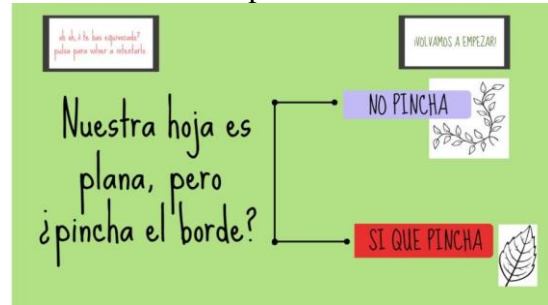 oh oh, ¿te has equivocado?
pulsa para volver a intentarlo
¡VOLVAMOS A EMPEZAR!
Nuestra hoja es
plana, pero
¿pincha el borde?
NO PINCHA
SI QUE PINCHA